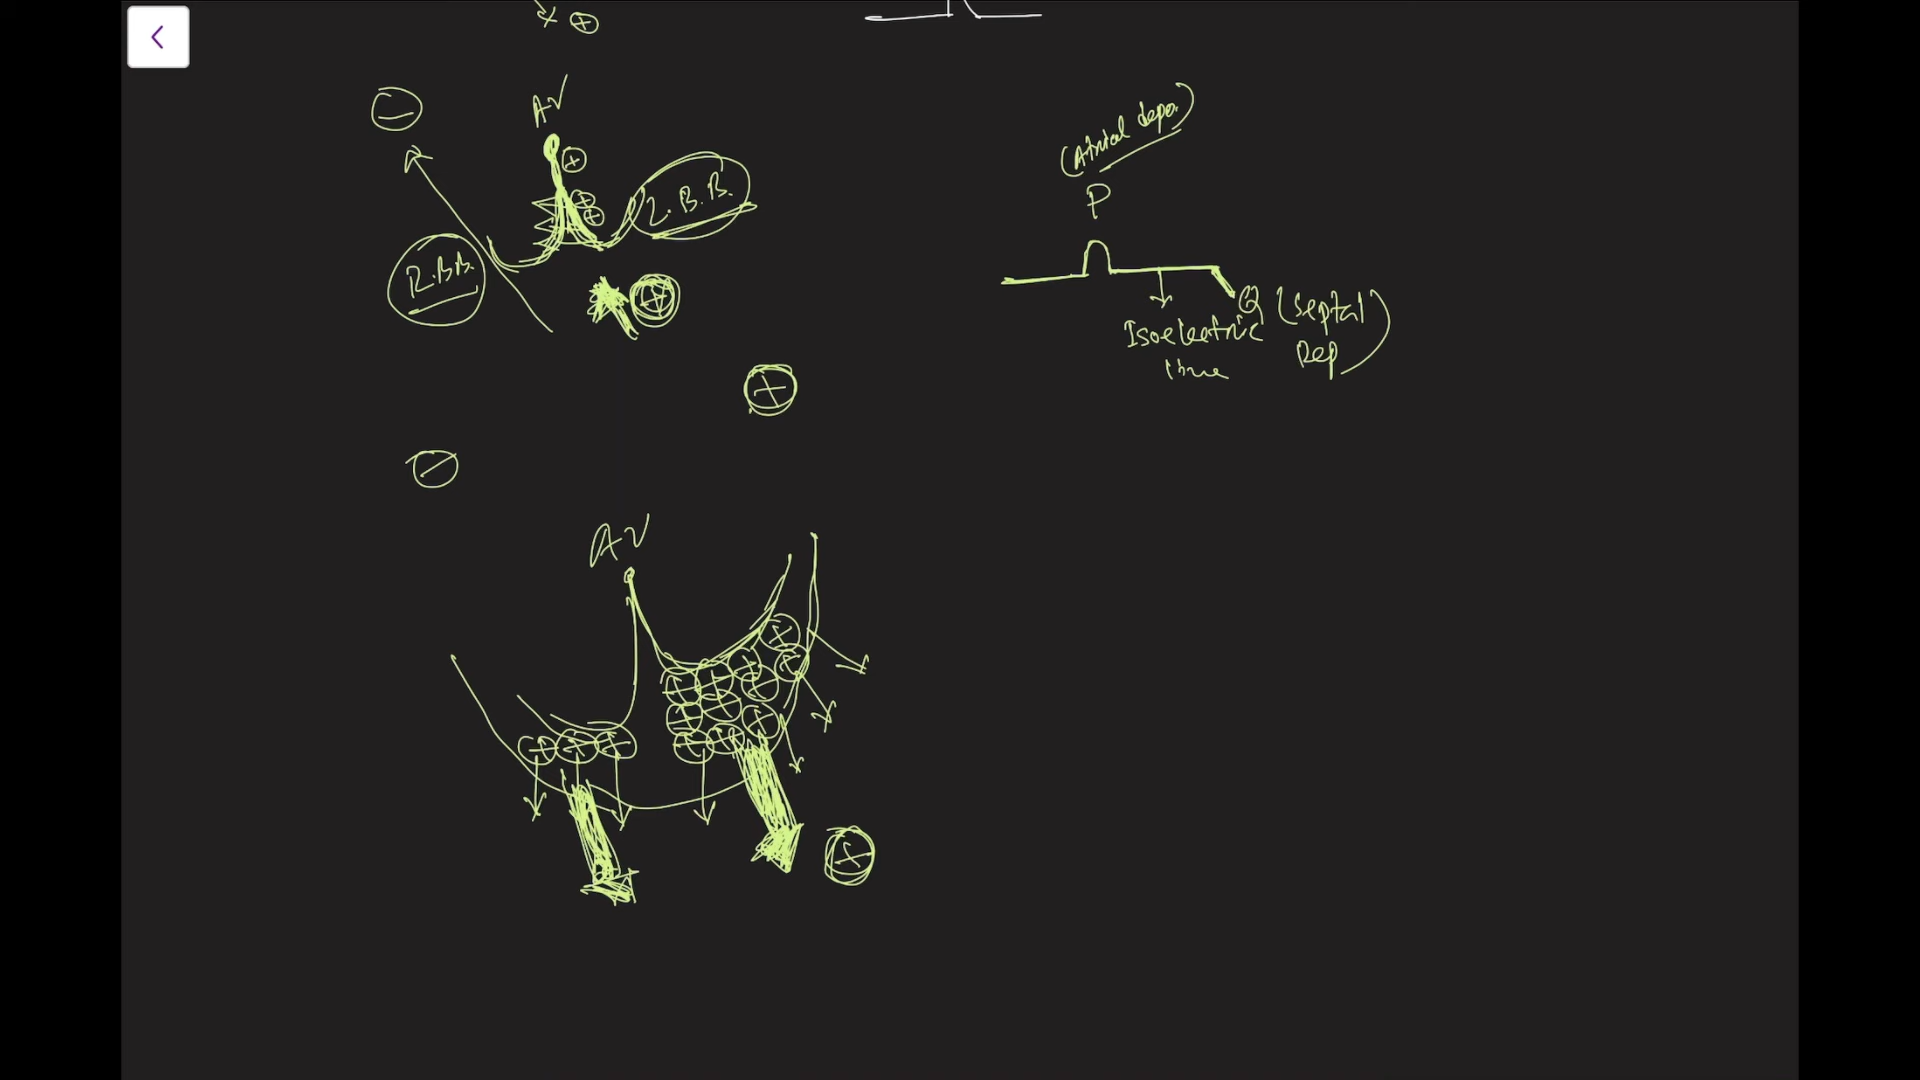 AV
(Atrial depo.)
P
L.B.B.
R.B.B.
Q (Septal)
Isoelectric
Dep
line
AV